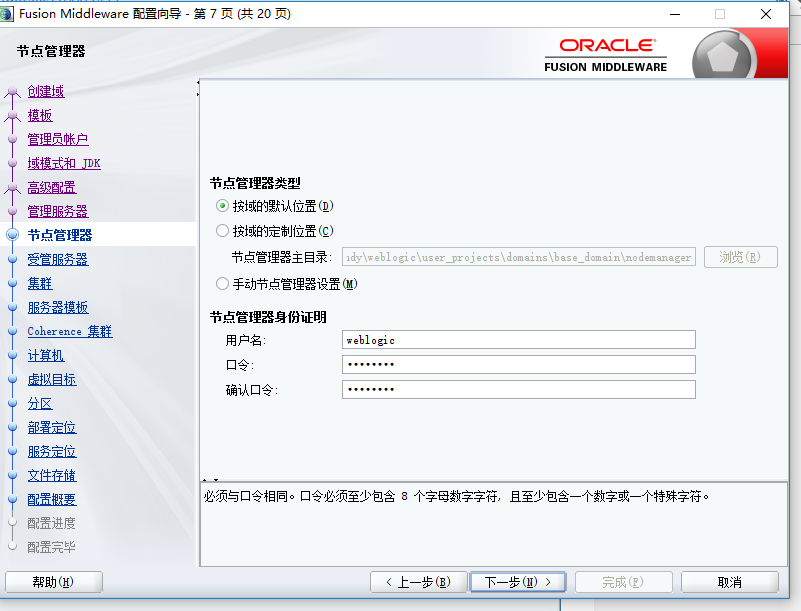 Fusion Middleware 配置向导 - 第 7 页 (共 20 页)
节点管理器
ORACLE
FUSION MIDDLEWARE
创建域
模板
管理员帐户
域模式和 JDK
高级配置
管理服务器
节点管理器
受管服务器
集群
服务器模板
Coherence 集群
计算机
虚拟目标
分区
部署定位
服务定位
文件存储
配置概要
配置进度
配置完毕
节点管理器类型
按域的默认位置(D)
按域的定制位置(C)
节点管理器主目录: dy\weblogic\user_projects\domains\base_domain\nodemanager 浏览(R)
手动节点管理器设置(M)
节点管理器身份证明
用户名: weblogic
口令: ••••••••
确认口令: ••••••••
必须与口令相同。口令必须至少包含 8 个字母数字字符, 且至少包含一个数字或一个特殊字符。
帮助(H) < 上一步(B) 下一步(N) > 完成(F) 取消